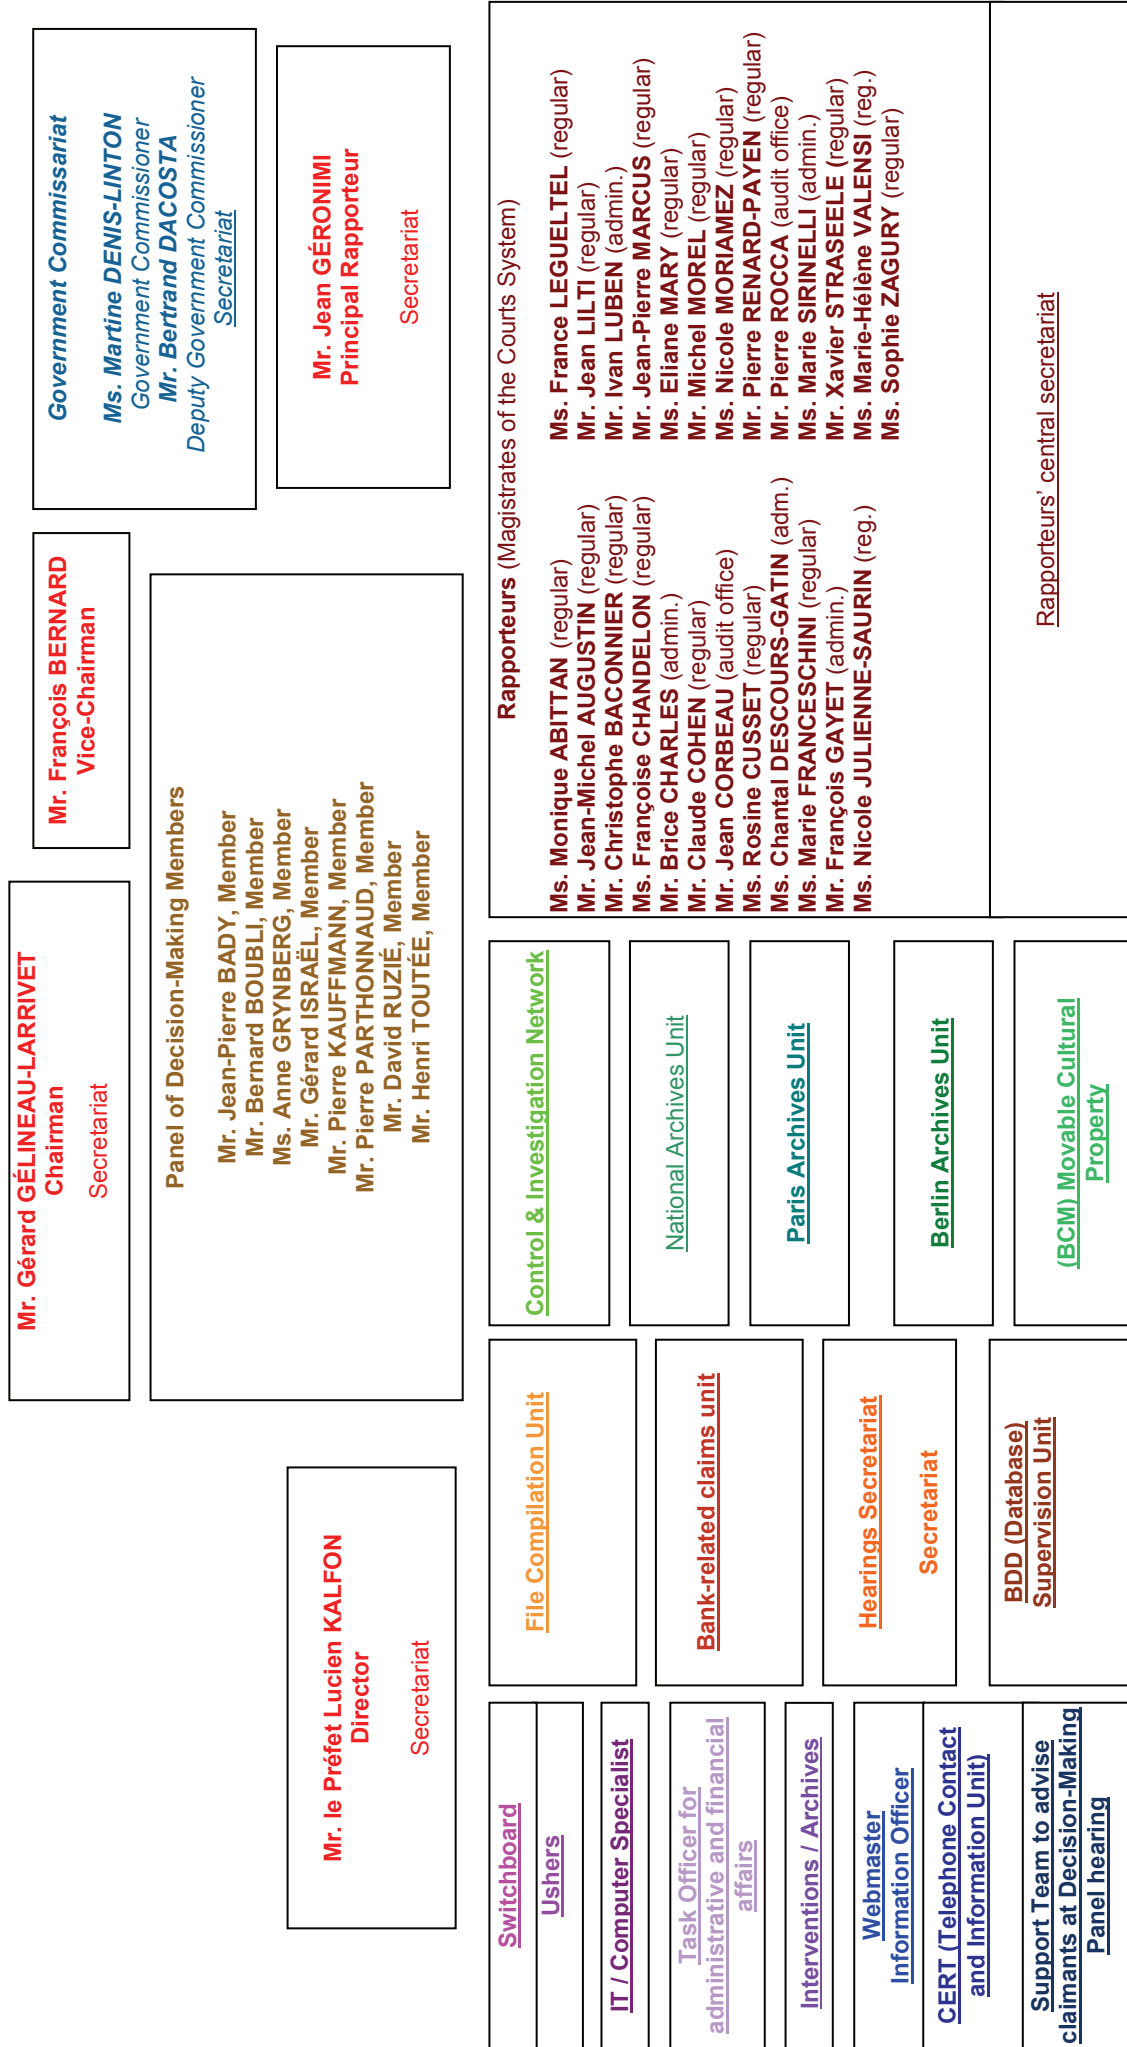 Mr. Gérard GÉLINEAU-LARRIVET
Chairman
Secretariat
Mr. François BERNARD
Vice-Chairman
Government Commissariat
Ms. Martine DENIS-LINTON
Government Commissioner
Mr. Bertrand DACOSTA
Deputy Government Commissioner
Secretariat
Panel of Decision-Making Members
Mr. Jean-Pierre BADY, Member
Mr. Bernard BOUBLI, Member
Ms. Anne GRYNBERG, Member
Mr. Gérard ISRAËL, Member
Mr. Pierre KAUFFMANN, Member
Mr. Pierre PARTHONNAUD, Member
Mr. David RUZIÉ, Member
Mr. Henri TOUTÉE, Member
Mr. le Préfet Lucien KALFON
Director
Secretariat
Mr. Jean GÉRONIMI
Principal Rapporteur
Secretariat
Switchboard
Ushers
IT / Computer Specialist
Task Officer for
administrative and financial
affairs
Interventions / Archives
Webmaster
Information Officer
CERT (Telephone Contact
and Information Unit)
Support Team to advise
claimants at Decision-Making
Panel hearing
File Compilation Unit
Bank-related claims unit
Hearings Secretariat
Secretariat
BDD (Database)
Supervision Unit
Control & Investigation Network
National Archives Unit
Paris Archives Unit
Berlin Archives Unit
(BCM) Movable Cultural
Property
Rapporteurs (Magistrates of the Courts System)
Ms. Monique ABITTAN (regular)
Mr. Jean-Michel AUGUSTIN (regular)
Mr. Christophe BACONNIER (regular)
Ms. Françoise CHANDELON (regular)
Mr. Brice CHARLES (admin.)
Mr. Claude COHEN (regular)
Mr. Jean CORBEAU (audit office)
Ms. Rosine CUSSET (regular)
Ms. Chantal DESCOURS-GATIN (adm.)
Ms. Marie FRANCESCHINI (regular)
Mr. François GAYET (admin.)
Ms. Nicole JULIENNE-SAURIN (reg.)
Ms. France LEGUELTEL (regular)
Mr. Jean LILTI (regular)
Mr. Ivan LUBEN (admin.)
Mr. Jean-Pierre MARCUS (regular)
Ms. Eliane MARY (regular)
Mr. Michel MOREL (regular)
Ms. Nicole MORIAMEZ (regular)
Mr. Pierre RENARD-PAYEN (regular)
Mr. Pierre ROCCA (audit office)
Ms. Marie SIRINELLI (admin.)
Mr. Xavier STRASEELE (regular)
Ms. Marie-Hélène VALENSI (reg.)
Ms. Sophie ZAGURY (regular)
Rapporteurs’ central secretariat